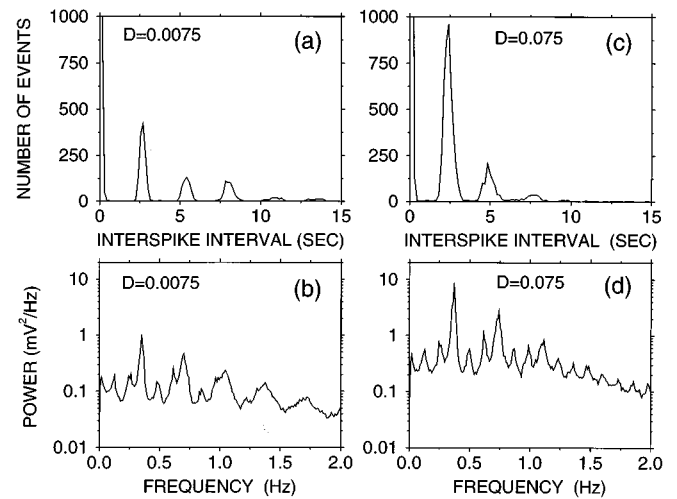 1000
750
500
250
0
NUMBER OF EVENTS
D=0.0075
(a)
0 5 10 15
INTERSPIKE INTERVAL (SEC)
1000
750
500
250
0
D=0.075
(c)
0 5 10 15
INTERSPIKE INTERVAL (SEC)
10
1
0.1
0.01
POWER (mV²/Hz)
D=0.0075
(b)
0.0 0.5 1.0 1.5 2.0
FREQUENCY (Hz)
10
1
0.1
0.01
D=0.075
(d)
0.0 0.5 1.0 1.5 2.0
FREQUENCY (Hz)